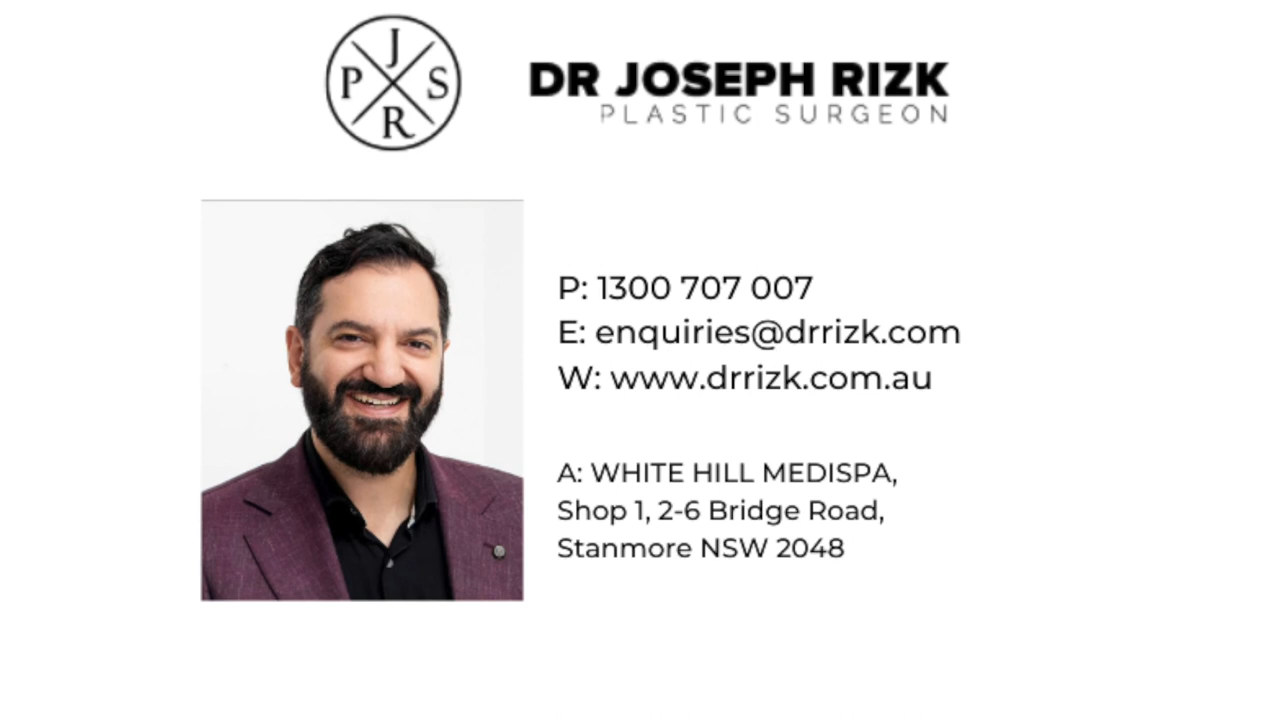 J
P S
R
DR JOSEPH RIZK
PLASTIC SURGEON
P: 1300 707 007
E: enquiries@drrizk.com
W: www.drrizk.com.au
A: WHITE HILL MEDISPA,
Shop 1, 2-6 Bridge Road,
Stanmore NSW 2048